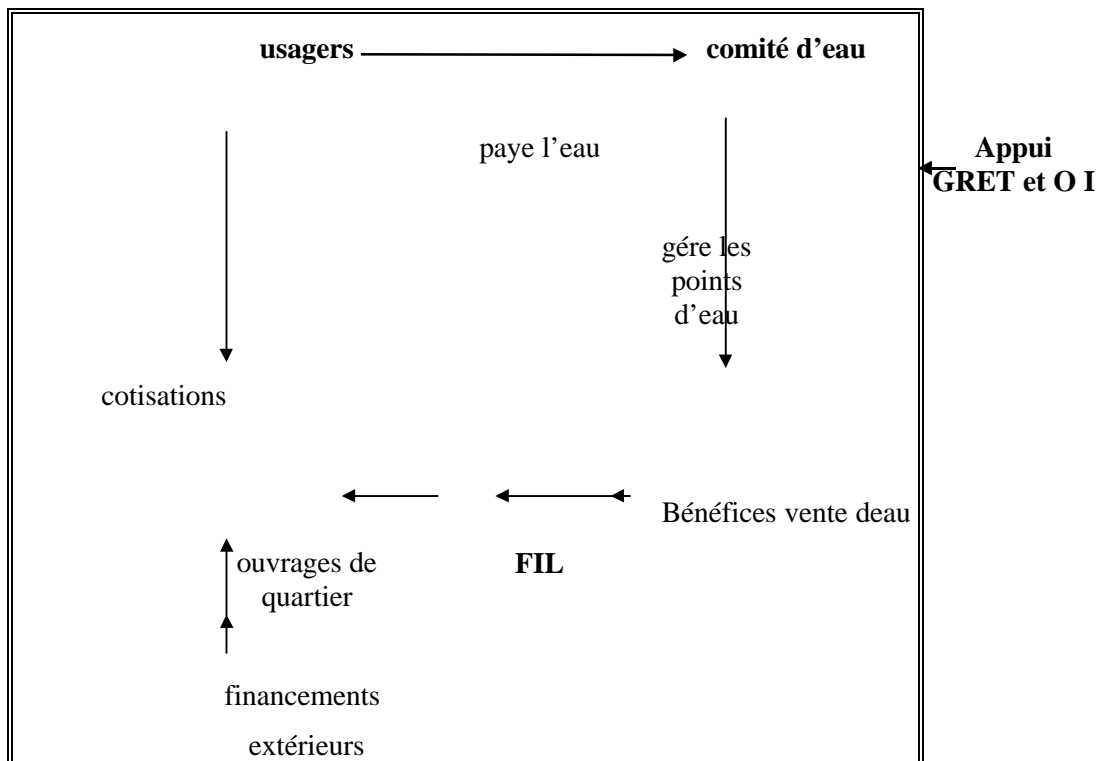 usagers
comité d’eau
paye l’eau
Appui
GRET et O I
gére les
points
d’eau
cotisations
Bénéfices vente deau
ouvrages de
quartier
FIL
financements
extérieurs